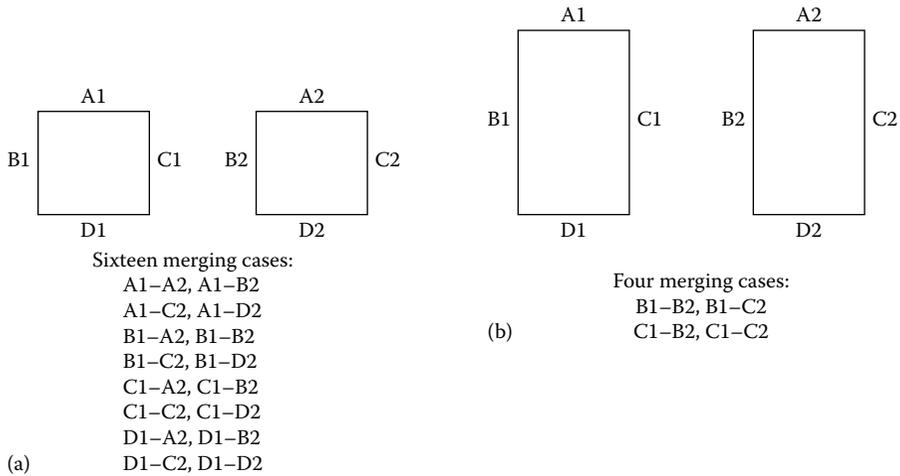 A1
A2
B1
C1
B2
C2
D1
D2
Sixteen merging cases:
A1–A2, A1–B2
A1–C2, A1–D2
B1–A2, B1–B2
B1–C2, B1–D2
C1–A2, C1–B2
C1–C2, C1–D2
D1–A2, D1–B2
(a)
D1–C2, D1–D2
A1
A2
B1
C1
B2
C2
D1
D2
Four merging cases:
B1–B2, B1–C2
(b)
C1–B2, C1–C2